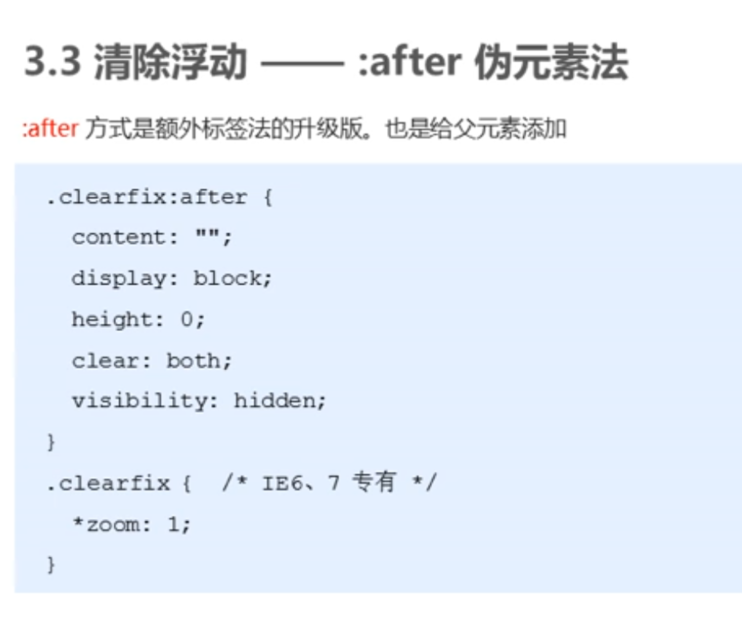 3.3 清除浮动 —— :after 伪元素法
:after 方式是额外标签法的升级版。也是给父元素添加
.clearfix:after {
content: "";
display: block;
height: 0;
clear: both;
visibility: hidden;
}
.clearfix { /* IE6、7 专有 */
*zoom: 1;
}